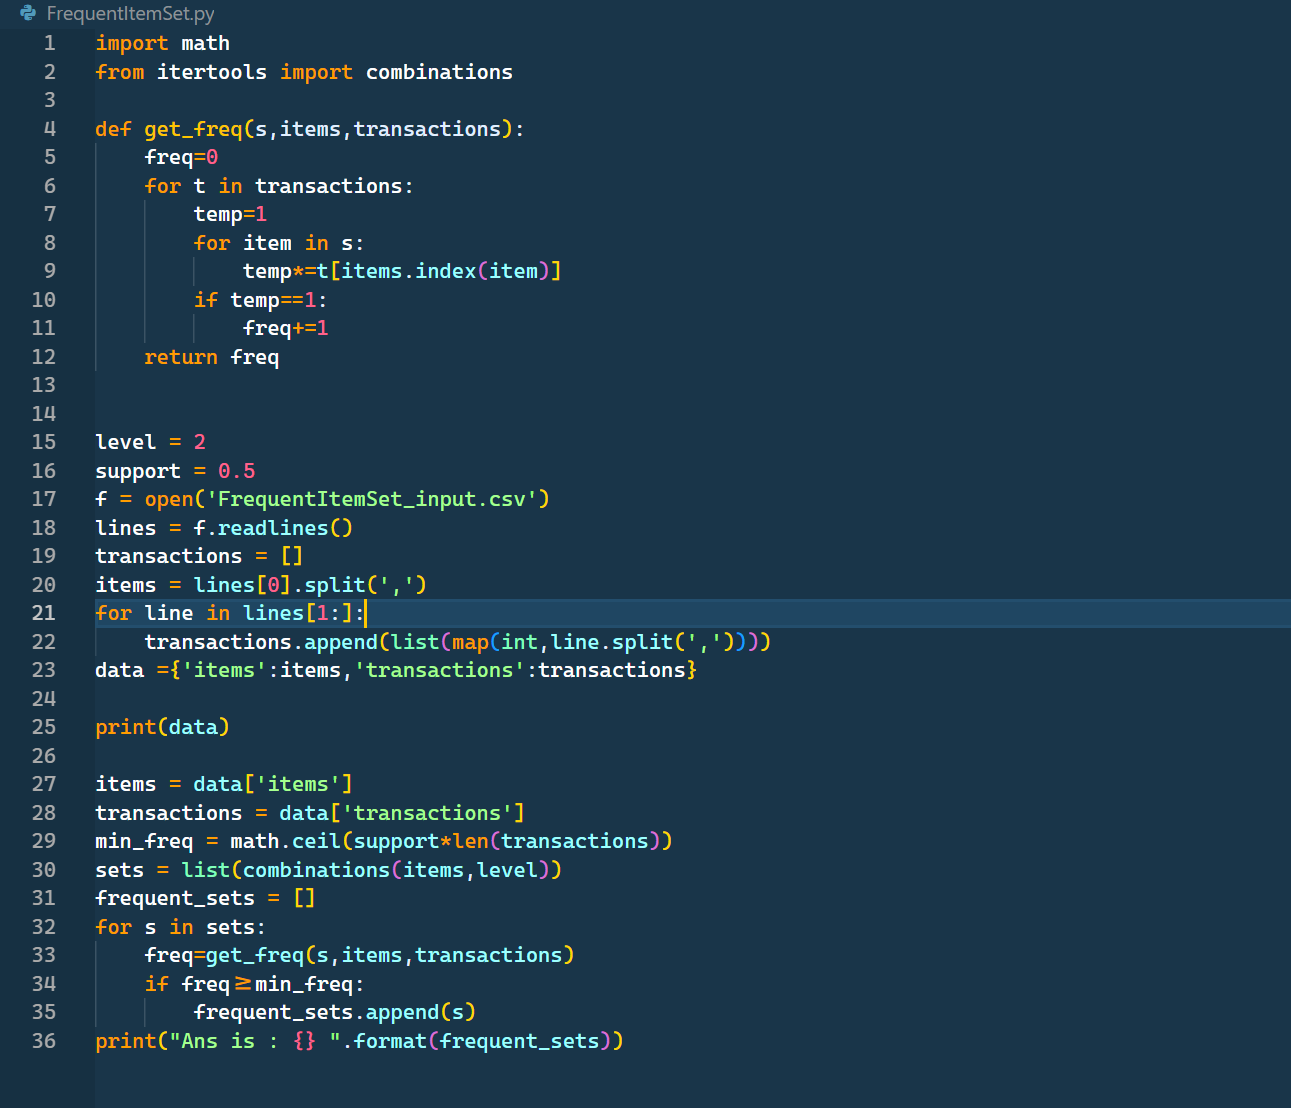 FrequentItemSet.py
1 import math
2 from itertools import combinations
3
4 def get_freq(s,items,transactions):
5     freq=0
6     for t in transactions:
7         temp=1
8         for item in s:
9             temp*=t[items.index(item)]
10         if temp==1:
11             freq+=1
12     return freq
13
14
15 level = 2
16 support = 0.5
17 f = open('FrequentItemSet_input.csv')
18 lines = f.readlines()
19 transactions = []
20 items = lines[0].split(',')
21 for line in lines[1:]:
22     transactions.append(list(map(int,line.split(','))))
23 data ={'items':items,'transactions':transactions}
24
25 print(data)
26
27 items = data['items']
28 transactions = data['transactions']
29 min_freq = math.ceil(support*len(transactions))
30 sets = list(combinations(items,level))
31 frequent_sets = []
32 for s in sets:
33     freq=get_freq(s,items,transactions)
34     if freq≥min_freq:
35         frequent_sets.append(s)
36 print("Ans is : {} ".format(frequent_sets))